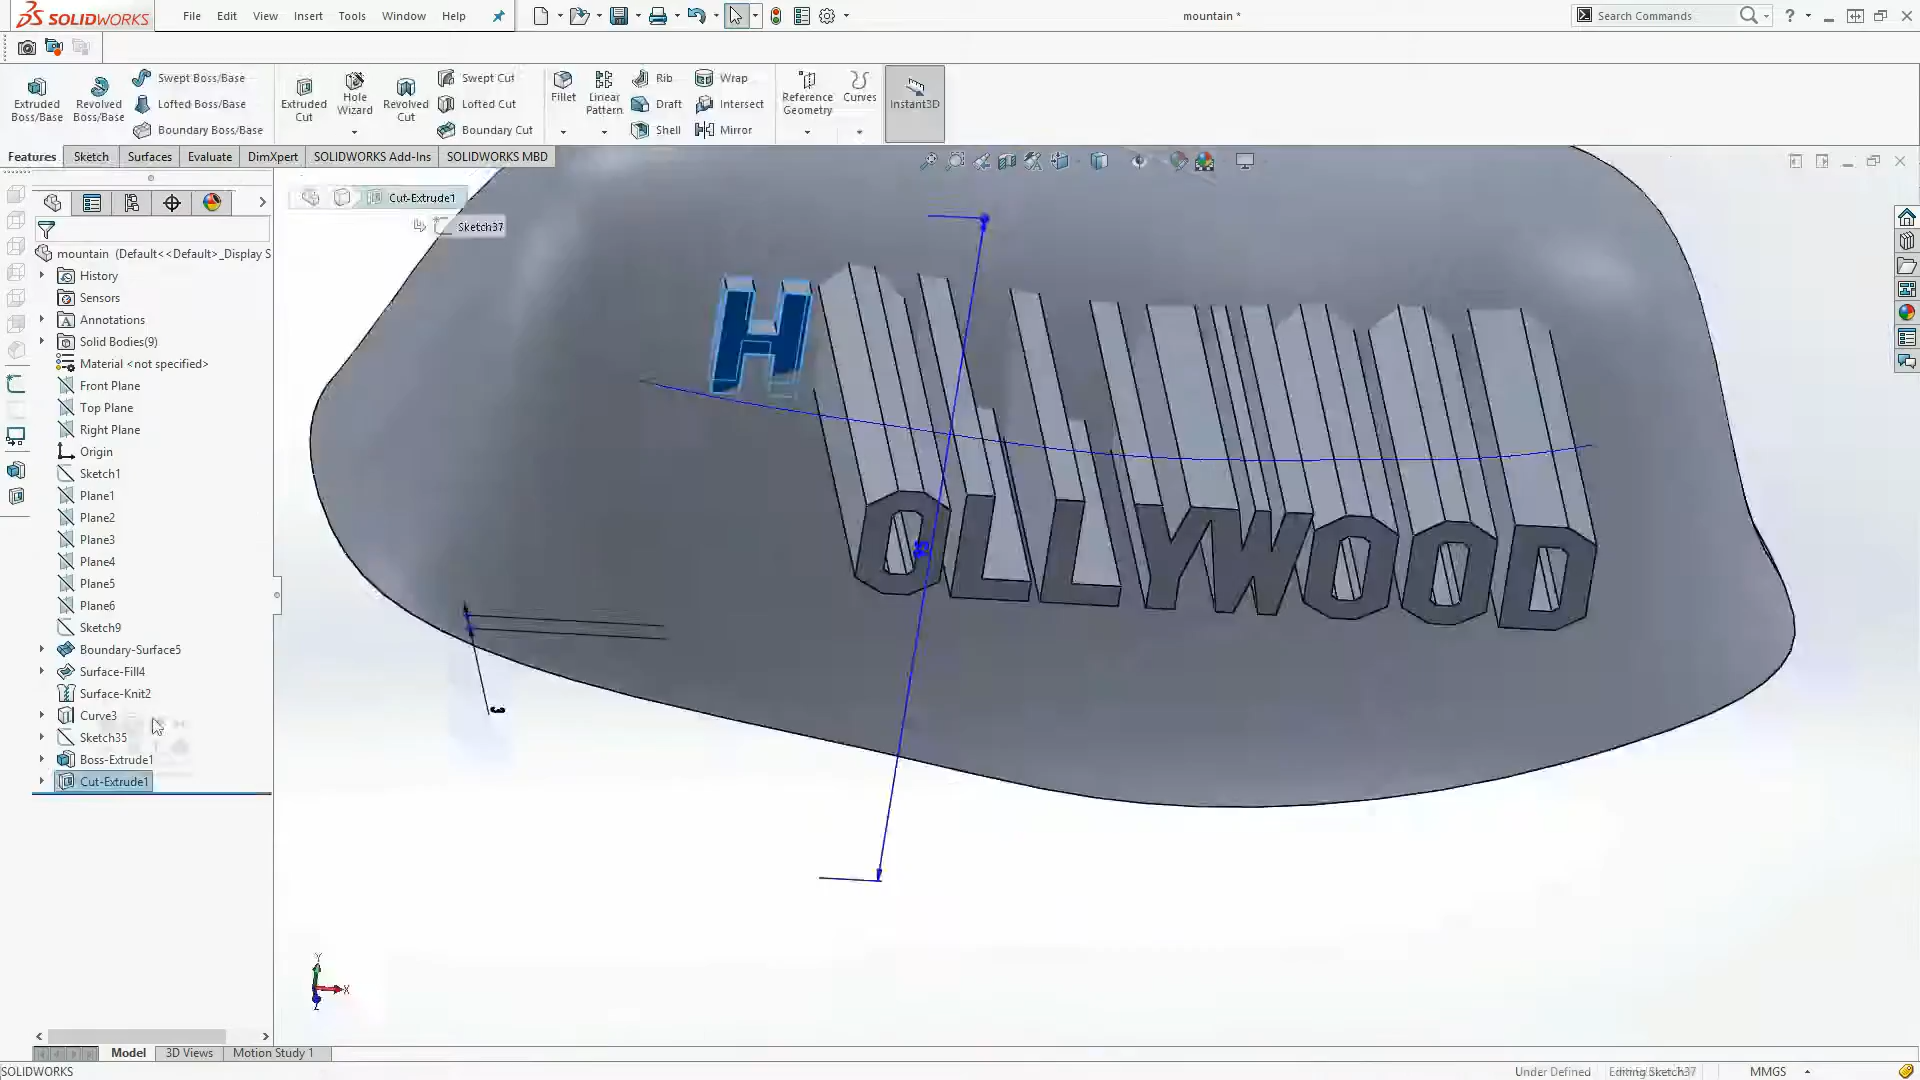 SOLIDWORKS File Edit View Insert Tools Window Help mountain * Search Commands
Extruded Boss/Base
Revolved Boss/Base
Swept Boss/Base
Lofted Boss/Base
Boundary Boss/Base
Extruded Cut
Hole Wizard
Revolved Cut
Swept Cut
Lofted Cut
Boundary Cut
Fillet
Linear Pattern
Rib
Draft
Shell
Wrap
Intersect
Mirror
Reference Geometry
Curves
Instant3D
Features Sketch Surfaces Evaluate DimXpert SOLIDWORKS Add-Ins SOLIDWORKS MBD
Cut-Extrude1
Sketch37
mountain (Default<<Default>_Display S
History
Sensors
Annotations
Solid Bodies(9)
Material <not specified>
Front Plane
Top Plane
Right Plane
Origin
Sketch1
Plane1
Plane2
Plane3
Plane4
Plane5
Plane6
Sketch9
Boundary-Surface5
Surface-Fill4
Surface-Knit2
Curve3
Sketch35
Boss-Extrude1
Cut-Extrude1
HOLLYWOOD
3
Y
X
Z
Model 3D Views Motion Study 1
SOLIDWORKS Under Defined Editing Sketch37 MMGS